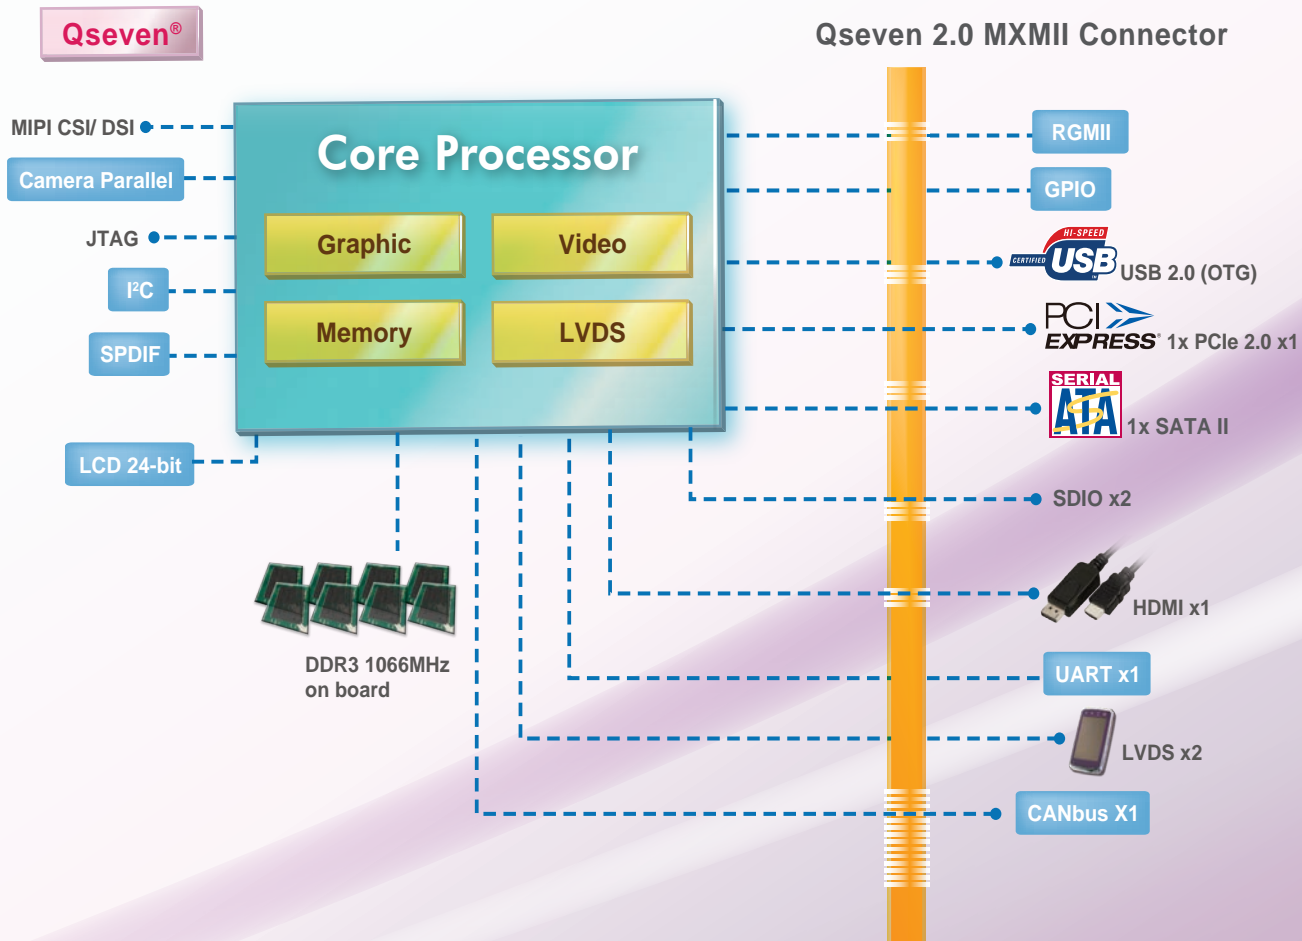 Qseven®
Qseven 2.0 MXMII Connector
MIPI CSI/ DSI
Camera Parallel
JTAG
I²C
SPDIF
LCD 24-bit
Core Processor
Graphic
Video
Memory
LVDS
DDR3 1066MHz
on board
RGMII
GPIO
HI-SPEED
CERTIFIED USB
USB 2.0 (OTG)
PCI
EXPRESS® 1x PCIe 2.0 x1
SERIAL
ATA
1x SATA II
SDIO x2
HDMI x1
UART x1
LVDS x2
CANbus X1